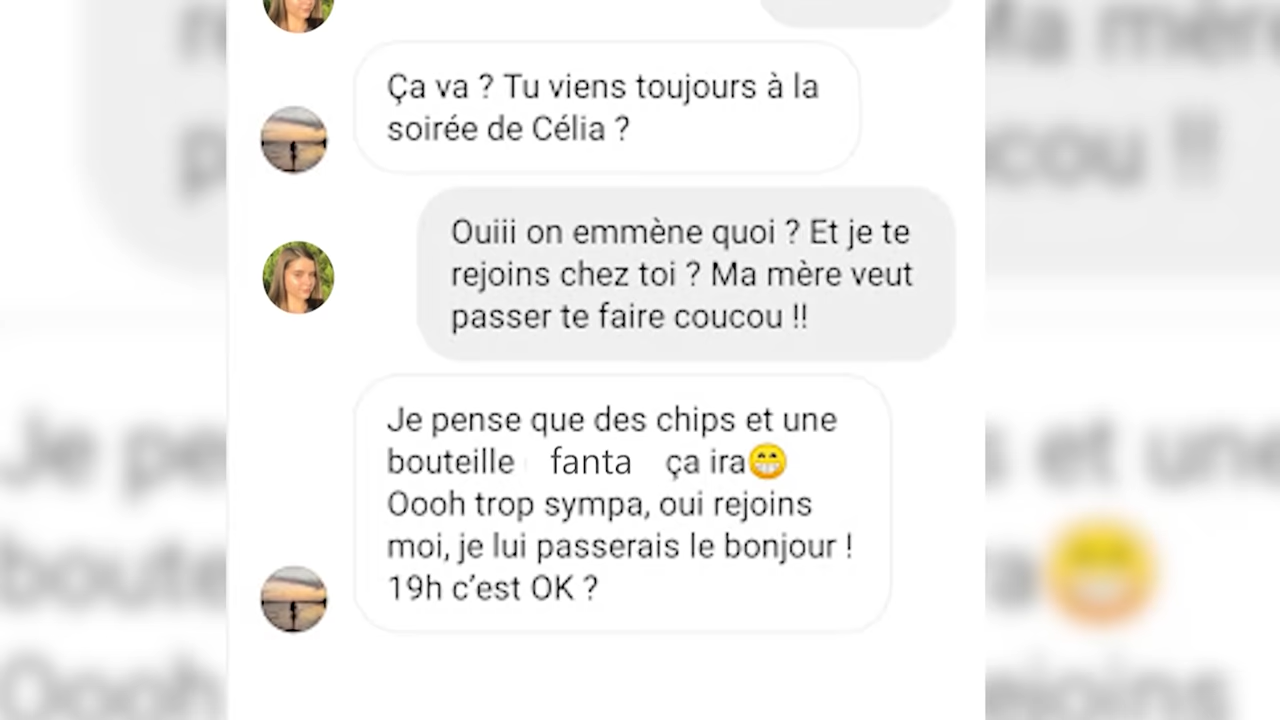 Ça va ? Tu viens toujours à la
soirée de Célia ?
Ouiii on emmène quoi ? Et je te
rejoins chez toi ? Ma mère veut
passer te faire coucou !!
Je pense que des chips et une
bouteille fanta ça ira😁
Oooh trop sympa, oui rejoins
moi, je lui passerais le bonjour !
19h c’est OK ?